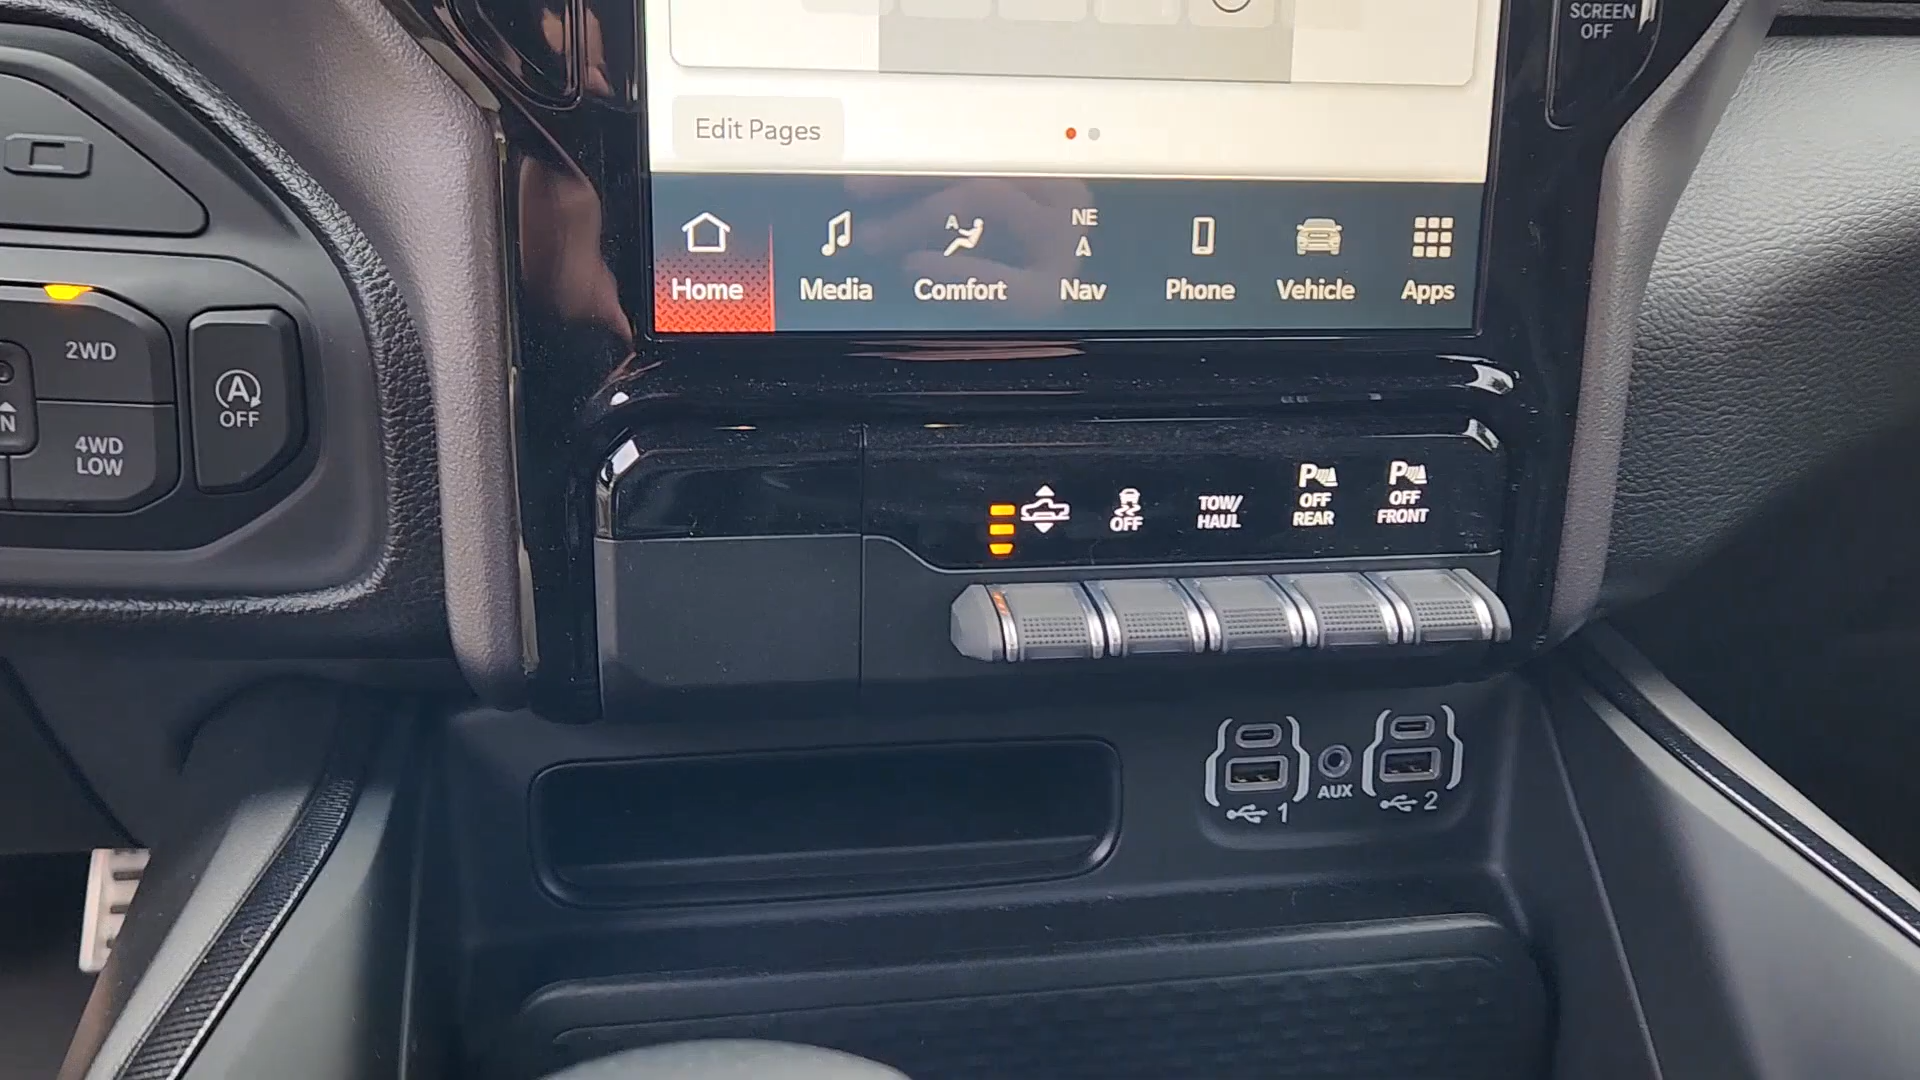 SCREEN
OFF
Edit Pages
NE
A
Home
Media
Comfort
Nav
Phone
Vehicle
Apps
2WD
4WD
LOW
N
A
OFF
OFF
TOW/
HAUL
P
OFF
REAR
P
OFF
FRONT
1
AUX
2